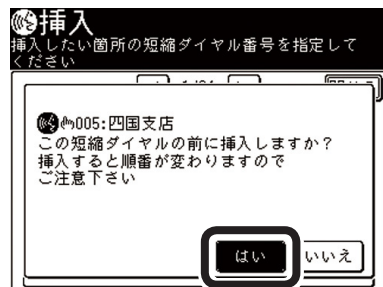 挿入
挿入したい箇所の短縮ダイヤル番号を指定して
ください
005:四国支店
この短縮ダイヤルの前に挿入しますか?
挿入すると順番が変わりますので
ご注意下さい
はい
いいえ